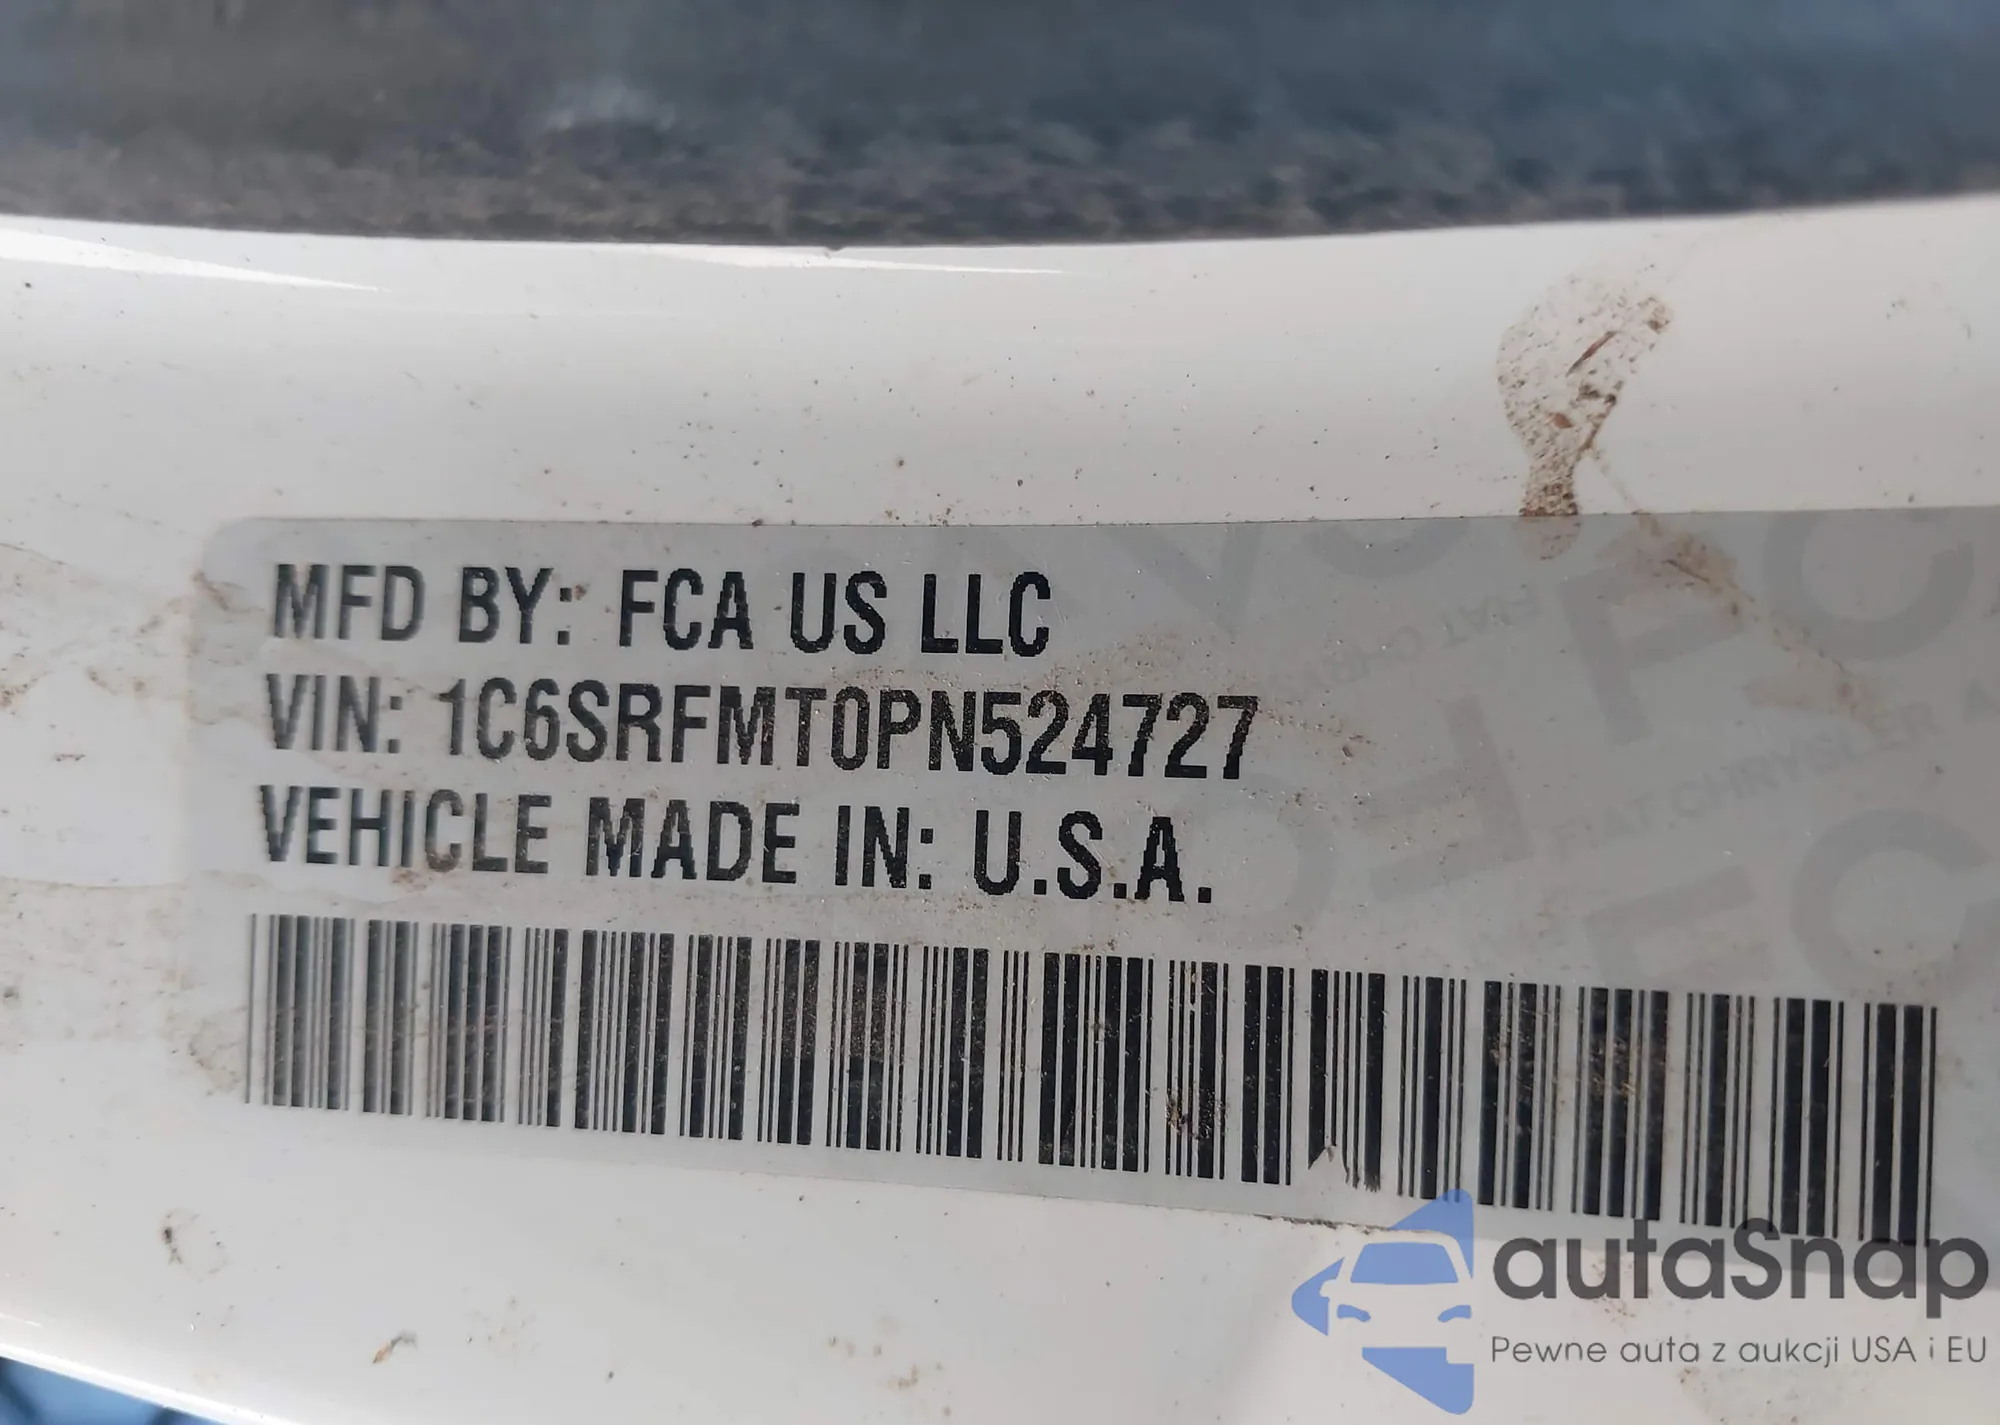 MFD BY: FCA US LLC
VIN: 1C6SRFMT0PN524727
VEHICLE MADE IN: U.S.A.
autaSnap
Pewne auta z aukcji USA i EU